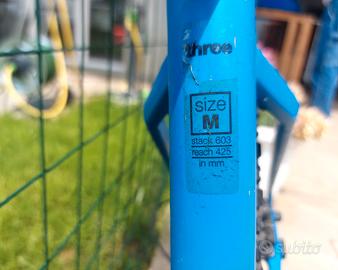 three
size
M
stack 603
reach 425
in mm
subito